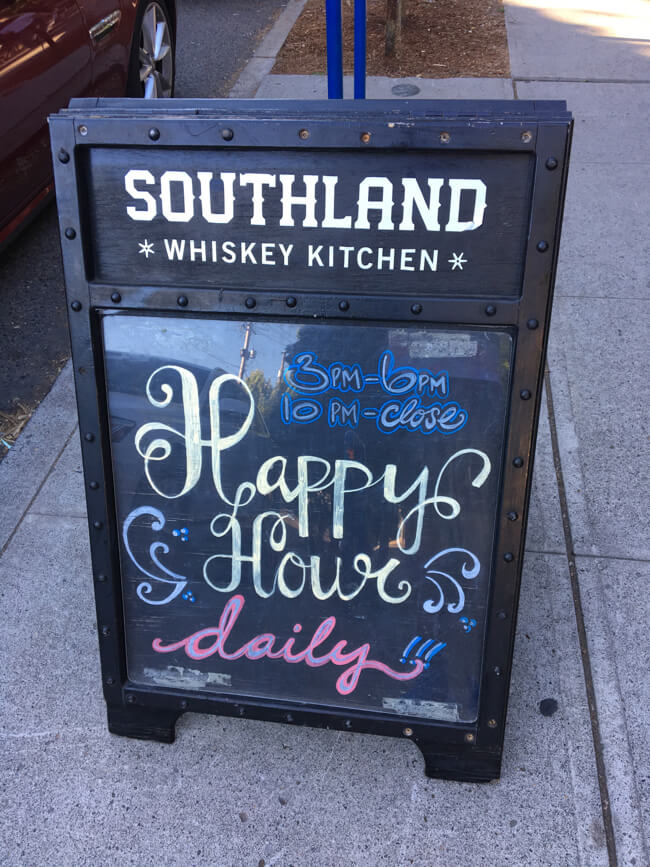 SOUTHLAND
* WHISKEY KITCHEN *
3PM-6PM
10 PM-Close
Happy
Hour
daily!!!